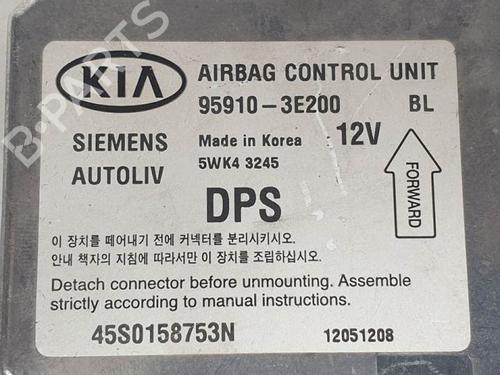 KIA
AIRBAG CONTROL UNIT
95910-3E200 BL
SIEMENS
AUTOLIV
Made in Korea
5WK4 3245
12V
FORWARD
DPS
이 장치를 떼어내기 전에 커넥터를 분리시키시오.
안내 책자의 지침에 따라서만 이 장치를 조립하십시오.
Detach connector before unmounting. Assemble
strictly according to manual instructions.
45S0158753N 12051208
B-PARTS